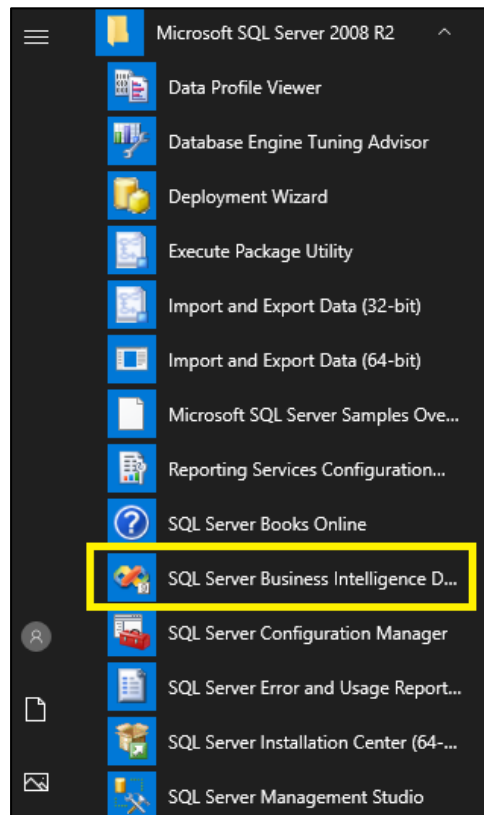 Microsoft SQL Server 2008 R2
Data Profile Viewer
Database Engine Tuning Advisor
Deployment Wizard
Execute Package Utility
Import and Export Data (32-bit)
Import and Export Data (64-bit)
Microsoft SQL Server Samples Ove...
Reporting Services Configuration...
SQL Server Books Online
SQL Server Business Intelligence D...
SQL Server Configuration Manager
SQL Server Error and Usage Report...
SQL Server Installation Center (64-...
SQL Server Management Studio